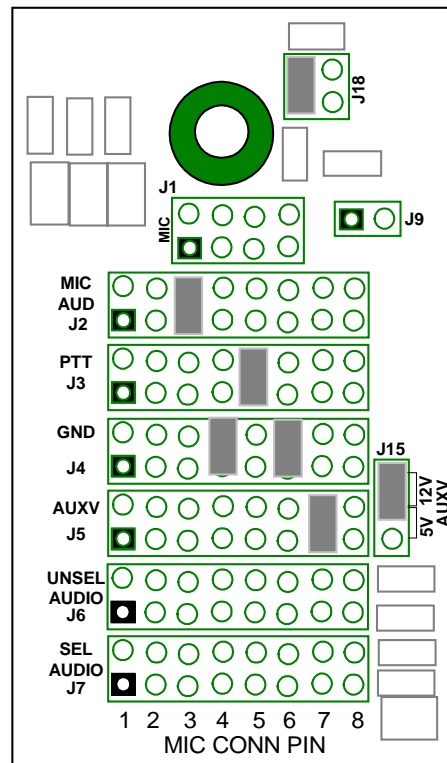 J18
J1
MIC
J9
MIC
AUD
J2
PTT
J3
GND
J4
J15
12V
5V
AUXV
AUXV
J5
UNSEL
AUDIO
J6
SEL
AUDIO
J7
1 2 3 4 5 6 7 8
MIC CONN PIN